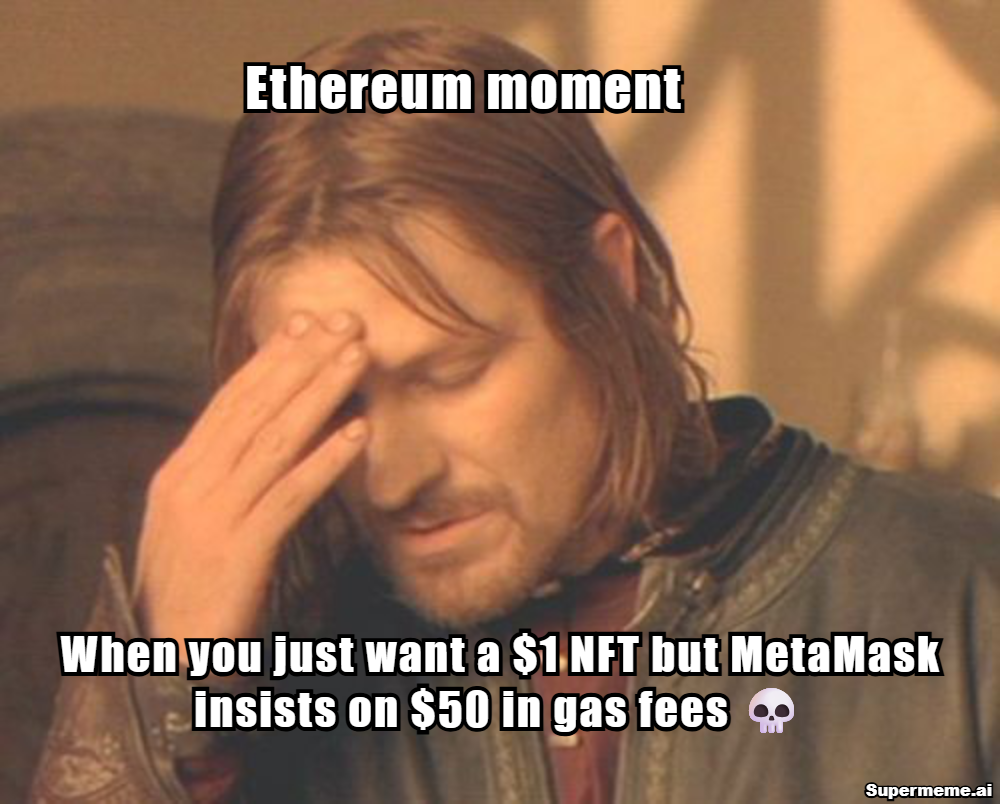 Ethereum moment
When you just want a $1 NFT but MetaMask
insists on $50 in gas fees 💀
Supermeme.ai